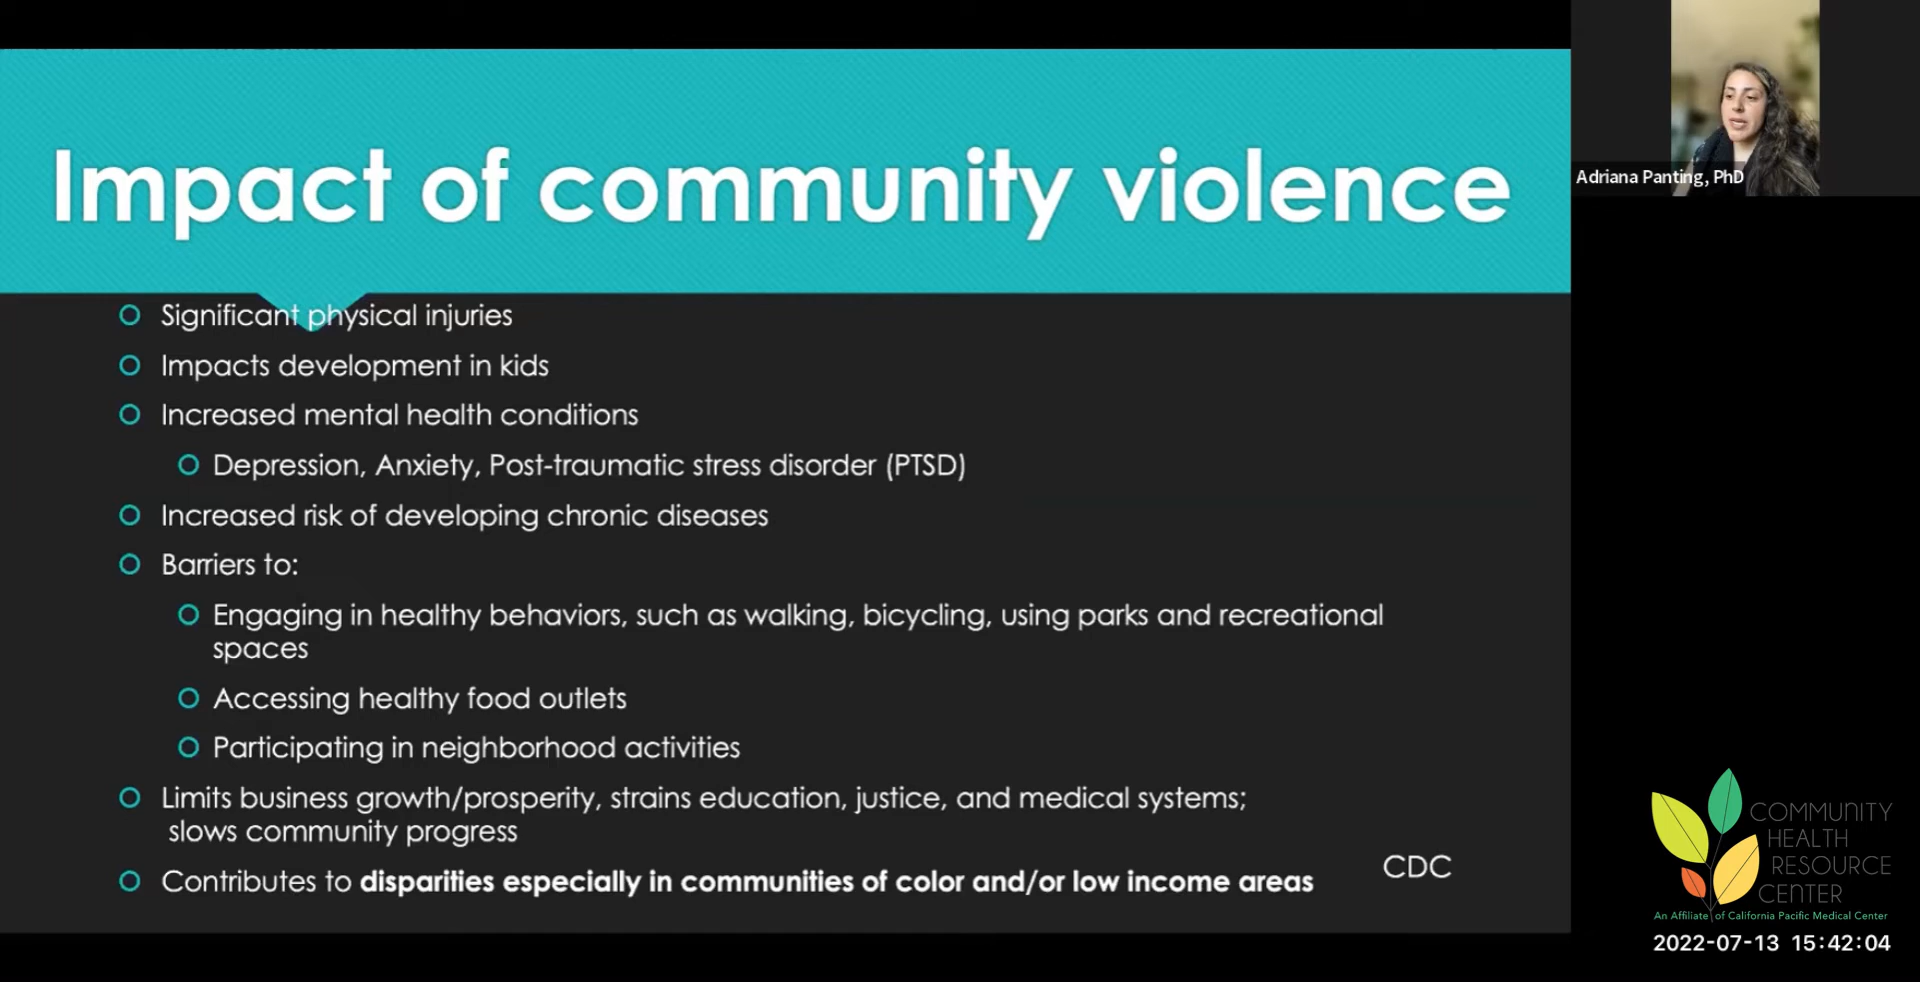 Impact of community violence
Significant physical injuries
Impacts development in kids
Increased mental health conditions
Depression, Anxiety, Post-traumatic stress disorder (PTSD)
Increased risk of developing chronic diseases
Barriers to:
Engaging in healthy behaviors, such as walking, bicycling, using parks and recreational
spaces
Accessing healthy food outlets
Participating in neighborhood activities
Limits business growth/prosperity, strains education, justice, and medical systems;
slows community progress
Contributes to disparities especially in communities of color and/or low income areas
CDC
Adriana Panting, PhD
COMMUNITY
HEALTH
RESOURCE
CENTER
An Affiliate of California Pacific Medical Center
2022-07-13 15:42:04